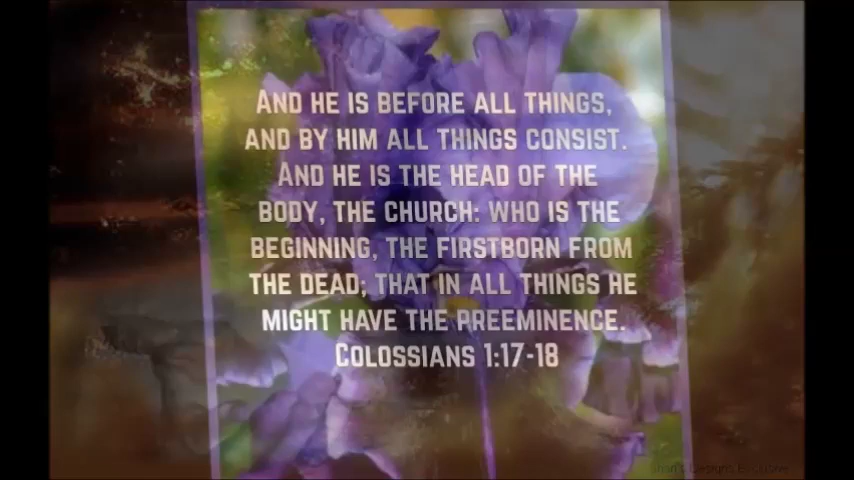 And he is before all things,
and by him all things consist.
And he is the head of the
body, the church: who is the
beginning, the firstborn from
the dead; that in all things he
might have the preeminence.
Colossians 1:17-18